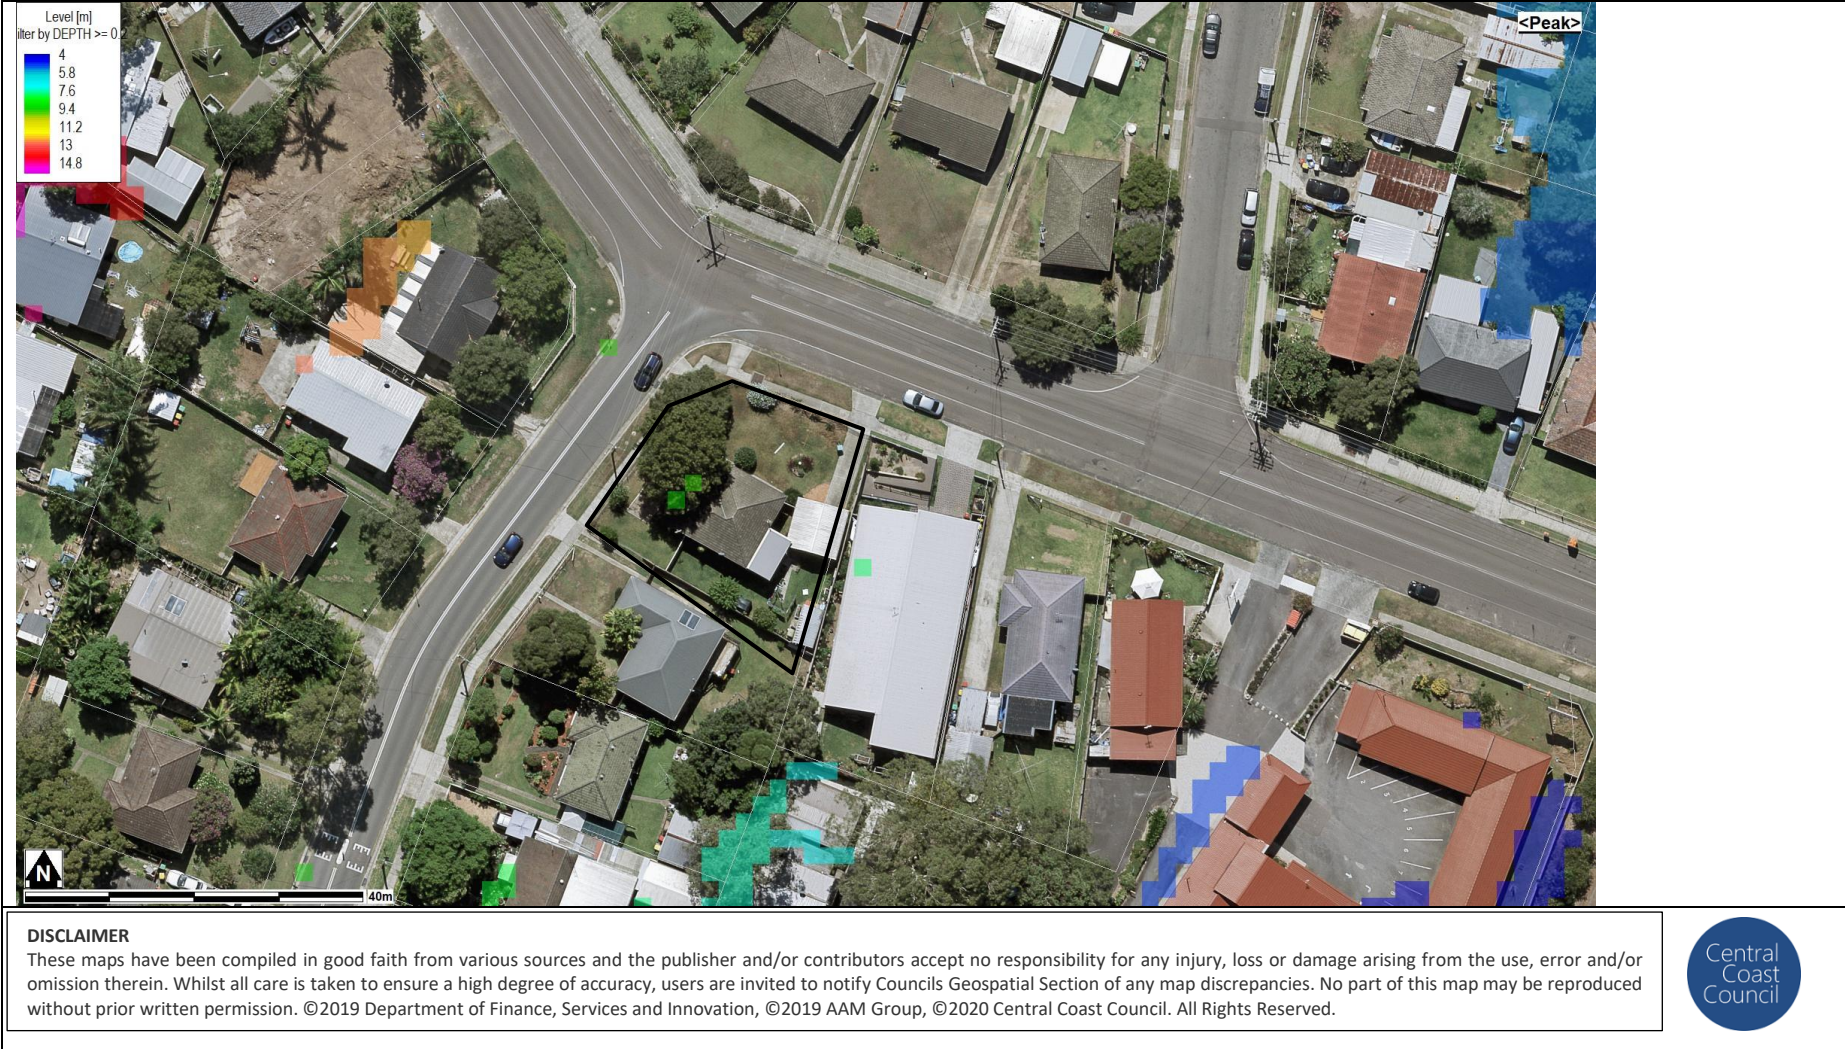 Level [m]
ilter by DEPTH >= 0.2
4
5.8
7.6
9.4
11.2
13
14.8
<Peak>
N
40m
DISCLAIMER
These maps have been compiled in good faith from various sources and the publisher and/or contributors accept no responsibility for any injury, loss or damage arising from the use, error and/or
omission therein. Whilst all care is taken to ensure a high degree of accuracy, users are invited to notify Councils Geospatial Section of any map discrepancies. No part of this map may be reproduced
without prior written permission. ©2019 Department of Finance, Services and Innovation, ©2019 AAM Group, ©2020 Central Coast Council. All Rights Reserved.
Central
Coast
Council